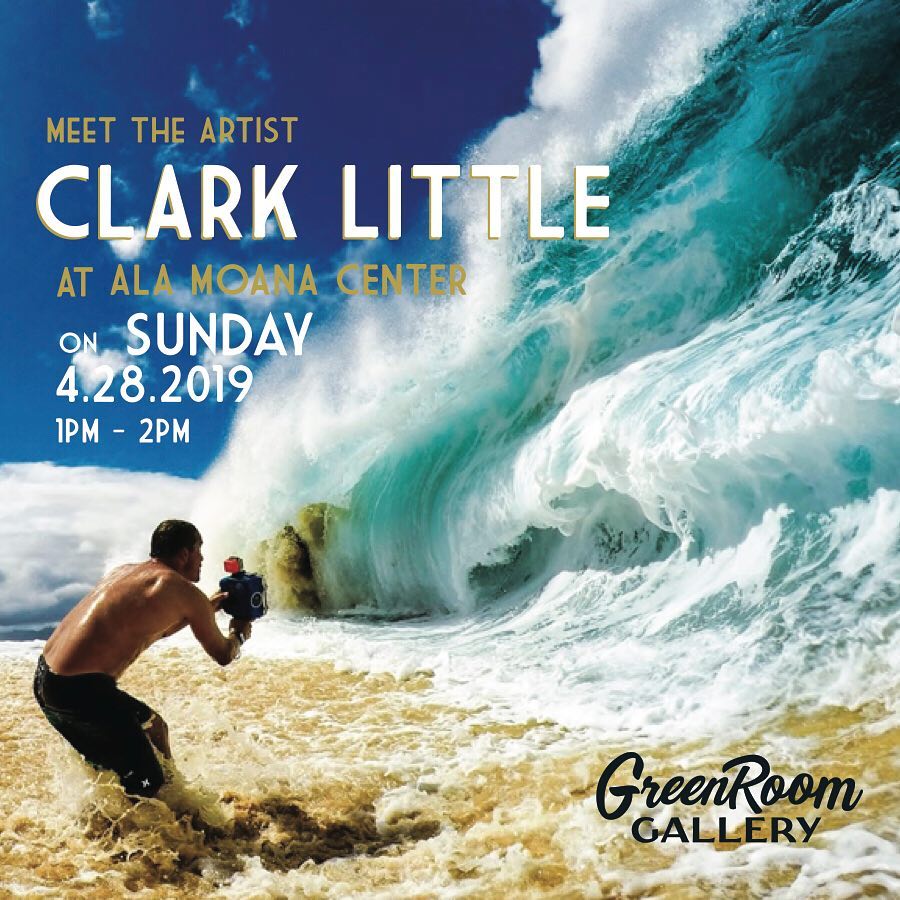 MEET THE ARTIST
CLARK LITTLE
AT ALA MOANA CENTER
ON SUNDAY
4.28.2019
1PM - 2PM
GreenRoom
GALLERY